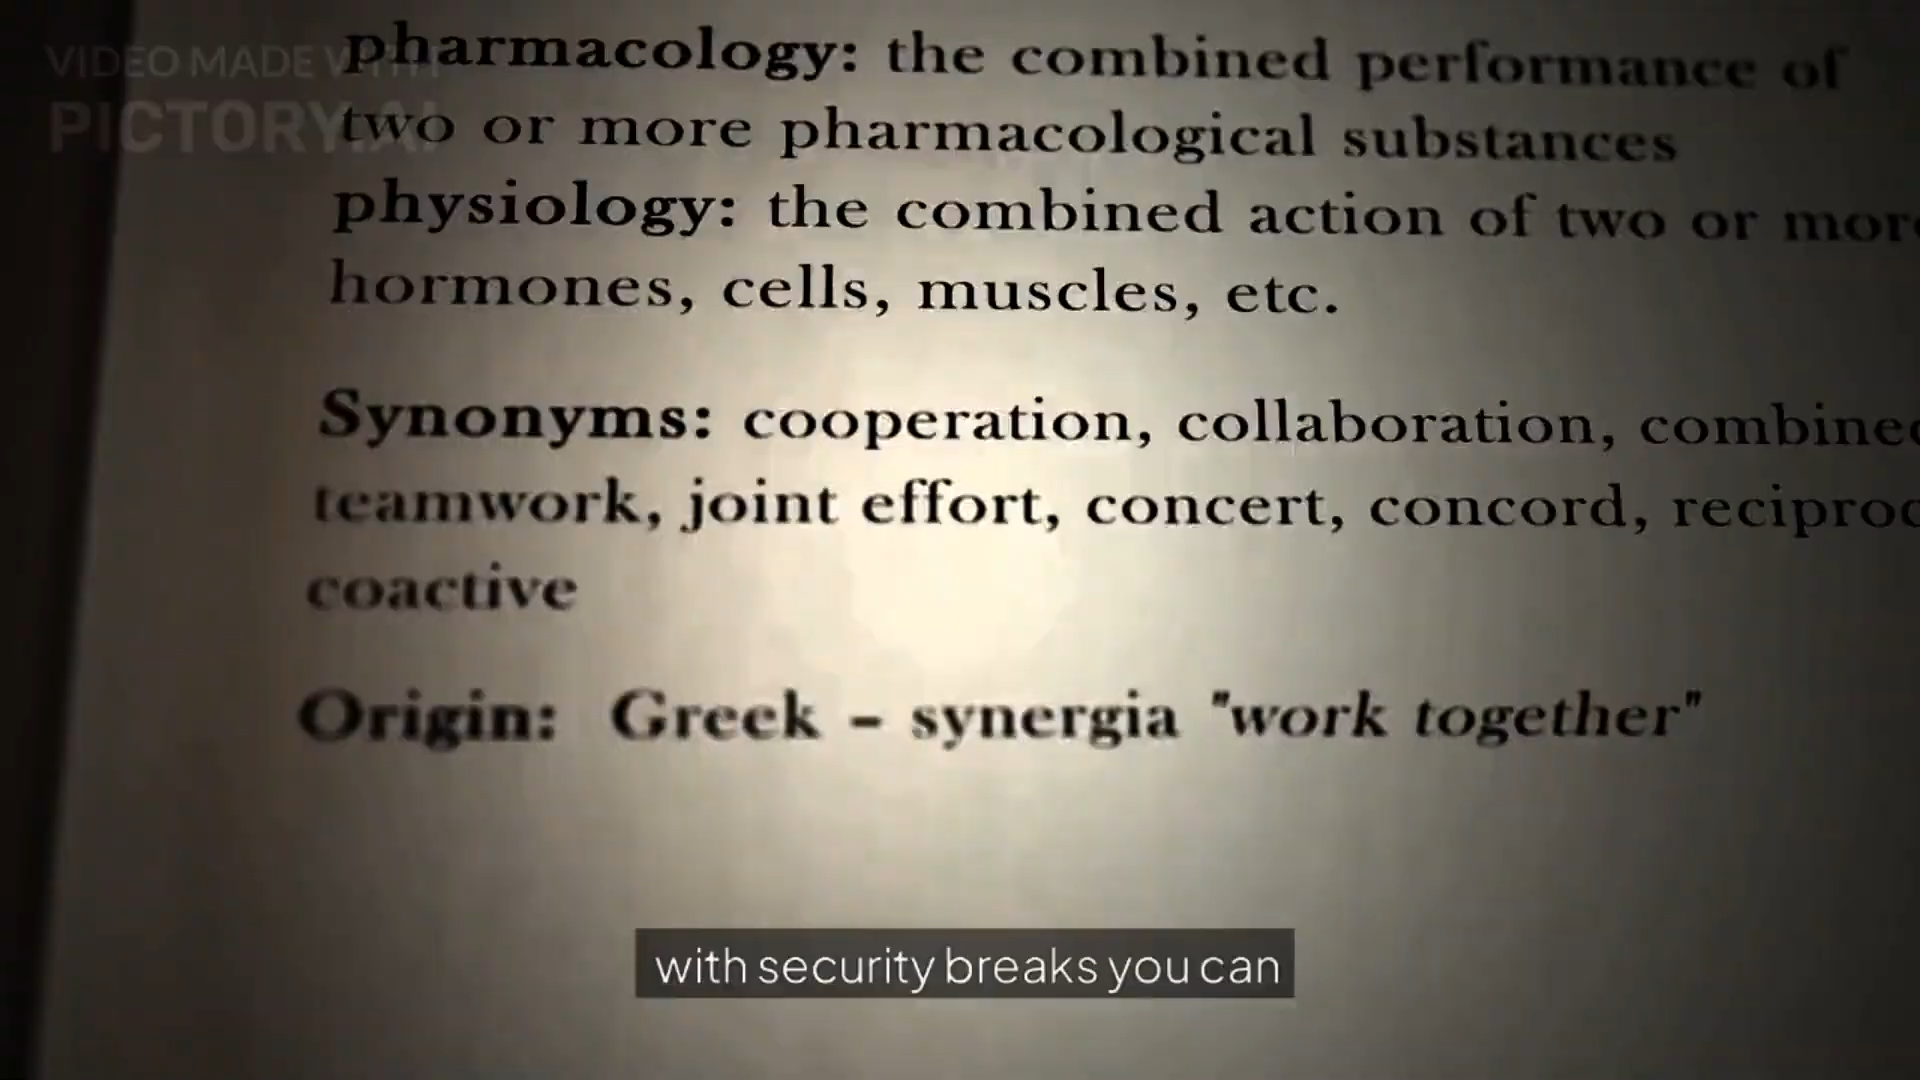 VIDEO MADE WITH
PICTORY.AI
pharmacology: the combined performance of
two or more pharmacological substances
physiology: the combined action of two or more
hormones, cells, muscles, etc.
Synonyms: cooperation, collaboration, combined
teamwork, joint effort, concert, concord,
coactive
Origin: Greek – synergia "work together"
with security breaks you can